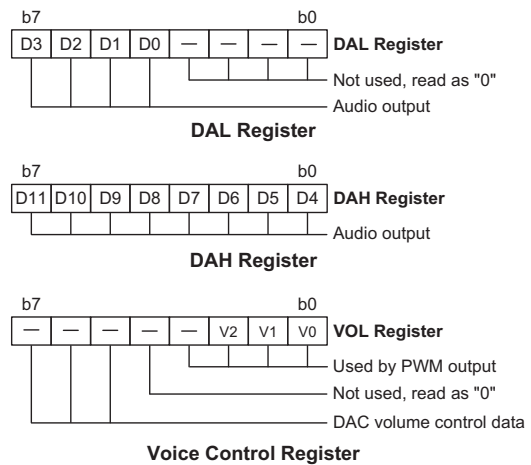 b7 b0
D3 D2 D1 D0 — — — — DAL Register
Not used, read as "0"
Audio output
DAL Register
b7 b0
D11 D10 D9 D8 D7 D6 D5 D4 DAH Register
Audio output
DAH Register
b7 b0
— — — — — V2 V1 V0 VOL Register
Used by PWM output
Not used, read as "0"
DAC volume control data
Voice Control Register